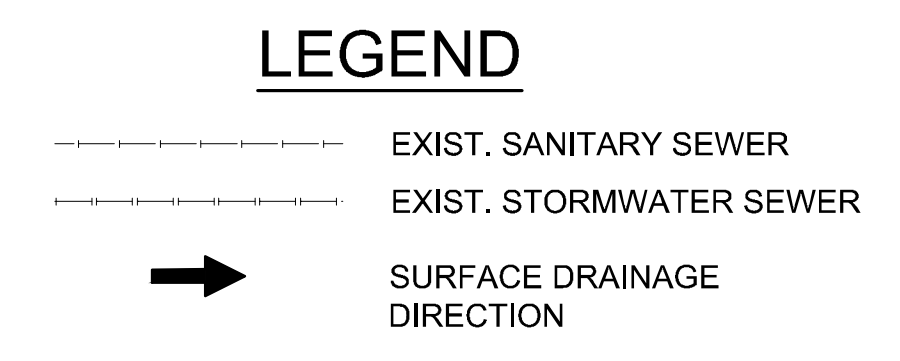 LEGEND
EXIST. SANITARY SEWER
EXIST. STORMWATER SEWER
SURFACE DRAINAGE
DIRECTION